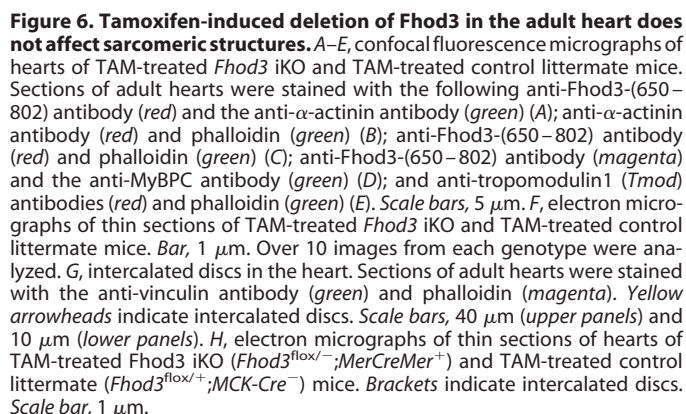 Figure 6. Tamoxifen-induced deletion of Fhod3 in the adult heart does
not affect sarcomeric structures. A–E, confocal fluorescence micrographs of
hearts of TAM-treated Fhod3 iKO and TAM-treated control littermate mice.
Sections of adult hearts were stained with the following anti-Fhod3-(650–
802) antibody (red) and the anti-α-actinin antibody (green) (A); anti-α-actinin
antibody (red) and phalloidin (green) (B); anti-Fhod3-(650–802) antibody
(red) and phalloidin (green) (C); anti-Fhod3-(650–802) antibody (magenta)
and the anti-MyBPC antibody (green) (D); and anti-tropomodulin1 (Tmod)
antibodies (red) and phalloidin (green) (E). Scale bars, 5 μm. F, electron micro-
graphs of thin sections of TAM-treated Fhod3 iKO and TAM-treated control
littermate mice. Bar, 1 μm. Over 10 images from each genotype were ana-
lyzed. G, intercalated discs in the heart. Sections of adult hearts were stained
with the anti-vinculin antibody (green) and phalloidin (magenta). Yellow
arrowheads indicate intercalated discs. Scale bars, 40 μm (upper panels) and
10 μm (lower panels). H, electron micrographs of thin sections of hearts of
TAM-treated Fhod3 iKO (Fhod3flox/−;MerCreMer+) and TAM-treated control
littermate (Fhod3flox/+;MCK-Cre−) mice. Brackets indicate intercalated discs.
Scale bar, 1 μm.